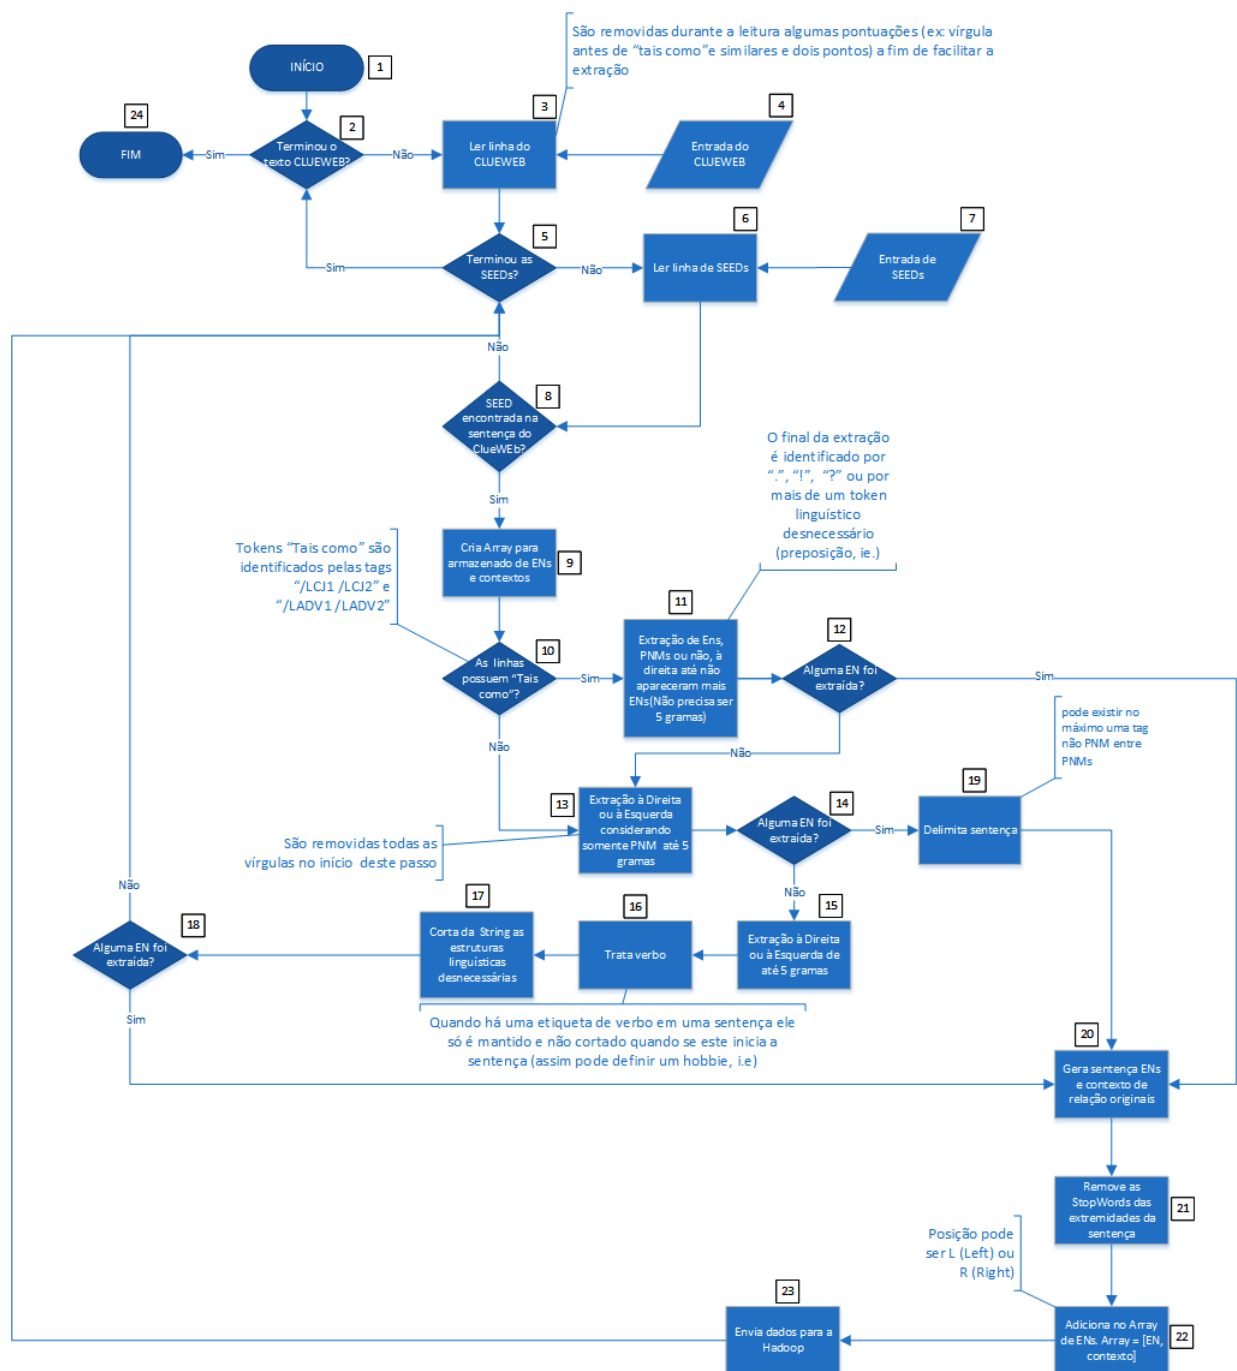 São removidas durante a leitura algumas pontuações (ex: vírgula
antes de “tais como”e similares e dois pontos) a fim de facilitar a
extração
INÍCIO
1
24
2
3
4
FIM
Sim
Terminou o
texto CLUEWEB?
Não
Ler linha do
CLUEWEB
Entrada do
CLUEWEB
5
6
7
Sim
Terminou as
SEEDs?
Não
Ler linha de SEEDs
Entrada de
SEEDs
Não
8
SEED
encontrada na
sentença do
ClueWEb?
Sim
O final da extração
é identificado por
“.”, “!”, “?” ou por
mais de um token
linguístico
desnecessário
(preposição, ie.)
Tokens “Tais como” são
identificados pelas tags
“/LCJ1 /LCJ2” e
“/LADV1 /LADV2”
Cria Array para
armazenado de ENs
e contextos
9
11
12
10
As linhas
possuem “Tais
como”?
Sim
Extração de Ens,
PNMs ou não, à
direita até não
apareceram mais
ENs(Não precisa ser
5 gramas)
Alguma EN foi
extraída?
Sim
pode existir no
máximo uma tag
não PNM entre
PNMs
Não
Não
13
Extração à Direita
ou à Esquerda
considerando
somente PNM até 5
gramas
14
Alguma EN foi
extraída?
Sim
19
Delimita sentença
São removidas todas as
vírgulas no início deste passo
Não
Não
17
16
15
18
Alguma EN foi
extraída?
Corta da String as
estruturas
linguísticas
desnecessárias
Trata verbo
Extração à Direita
ou à Esquerda de
até 5 gramas
Sim
Quando há uma etiqueta de verbo em uma sentença ele
só é mantido e não cortado quando se este inicia a
sentença (assim pode definir um hobbie, i.e)
20
Gera sentença ENs
e contexto de
relação originais
Remove as
StopWords das
extremidades da
sentença
21
Posição pode
ser L (Left) ou
R (Right)
23
Envia dados para a
Hadoop
Adiciona no Array
de ENs. Array = [EN,
contexto]
22